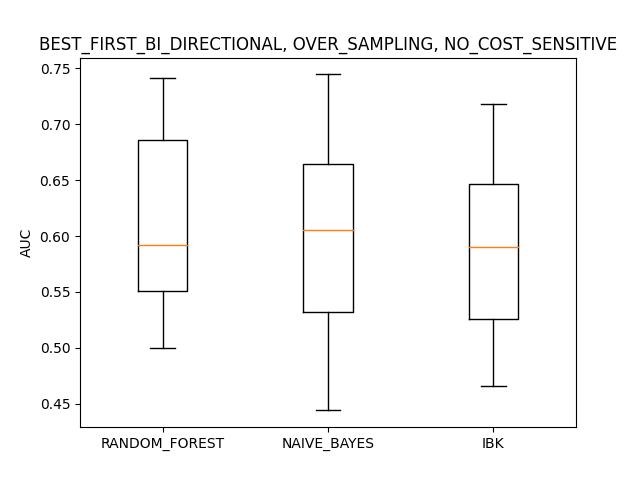 BEST_FIRST_BI_DIRECTIONAL, OVER_SAMPLING, NO_COST_SENSITIVE
0.75
0.70
0.65
0.60
0.55
0.50
0.45
AUC
RANDOM_FOREST
NAIVE_BAYES
IBK